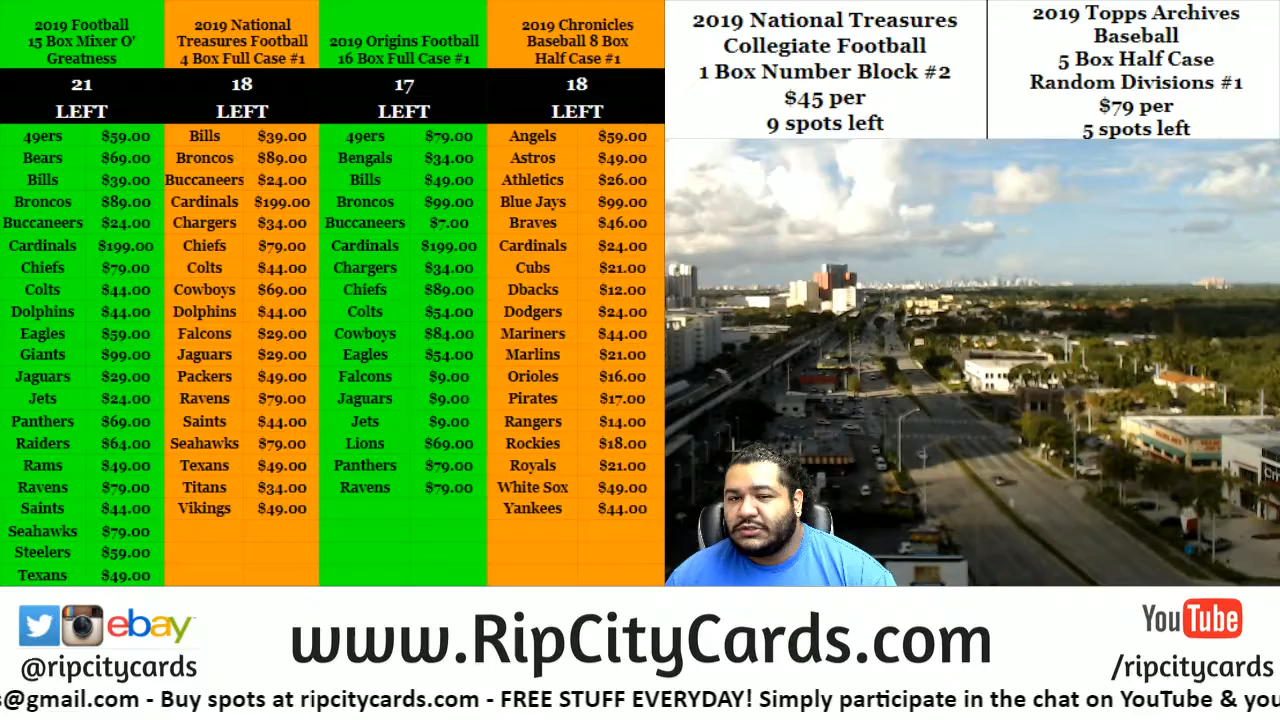 2019 Football
15 Box Mixer O'
Greatness
21
LEFT
49ers $59.00
Bears $69.00
Bills $39.00
Broncos $89.00
Buccaneers $24.00
Cardinals $199.00
Chiefs $79.00
Colts $44.00
Dolphins $44.00
Eagles $59.00
Giants $99.00
Jaguars $29.00
Jets $24.00
Panthers $69.00
Raiders $64.00
Rams $49.00
Ravens $79.00
Saints $44.00
Seahawks $79.00
Steelers $59.00
Texans $49.00
2019 National
Treasures Football
4 Box Full Case #1
18
LEFT
Bills $39.00
Broncos $89.00
Buccaneers $24.00
Cardinals $199.00
Chargers $34.00
Chiefs $79.00
Colts $44.00
Cowboys $69.00
Dolphins $44.00
Falcons $29.00
Jaguars $29.00
Packers $49.00
Ravens $79.00
Saints $44.00
Seahawks $79.00
Texans $49.00
Titans $34.00
Vikings $49.00
2019 Origins Football
16 Box Full Case #1
17
LEFT
49ers $79.00
Bengals $34.00
Bills $49.00
Broncos $99.00
Buccaneers $7.00
Cardinals $199.00
Chargers $34.00
Chiefs $89.00
Colts $54.00
Cowboys $84.00
Eagles $54.00
Falcons $9.00
Jaguars $9.00
Jets $9.00
Lions $69.00
Panthers $79.00
Ravens $79.00
2019 Chronicles
Baseball 8 Box
Half Case #1
18
LEFT
Angels $59.00
Astros $49.00
Athletics $26.00
Blue Jays $99.00
Braves $46.00
Cardinals $24.00
Cubs $21.00
Dbacks $12.00
Dodgers $24.00
Mariners $44.00
Marlins $21.00
Orioles $16.00
Pirates $17.00
Rangers $14.00
Rockies $18.00
Royals $21.00
White Sox $49.00
Yankees $44.00
2019 National Treasures
Collegiate Football
1 Box Number Block #2
$45 per
9 spots left
2019 Topps Archives
Baseball
5 Box Half Case
Random Divisions #1
$79 per
5 spots left
ebay
@ripcitycards
www.RipCityCards.com
YouTube
/ripcitycards
s@gmail.com - Buy spots at ripcitycards.com - FREE STUFF EVERYDAY! Simply participate in the chat on YouTube & you